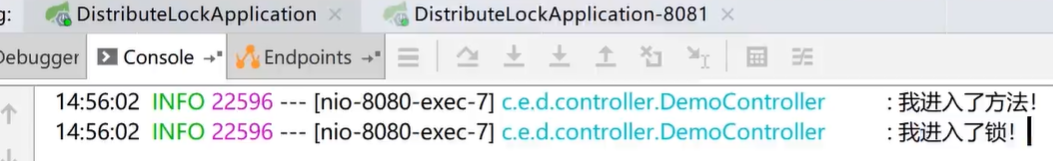 g: DistributeLockApplication × DistributeLockApplication-8081 ×
Debugger Console Endpoints
14:56:02 INFO 22596 --- [nio-8080-exec-7] c.e.d.controller.DemoController : 我进入了方法!
14:56:02 INFO 22596 --- [nio-8080-exec-7] c.e.d.controller.DemoController : 我进入了锁!